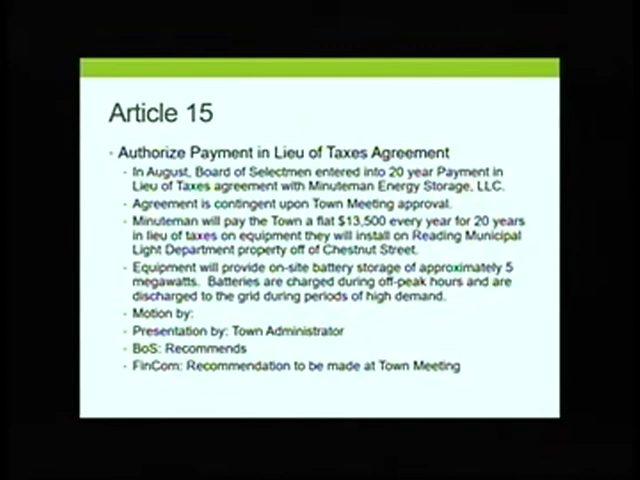 Article 15
Authorize Payment in Lieu of Taxes Agreement
In August, Board of Selectmen entered into 20 year Payment in
Lieu of Taxes agreement with Minuteman Energy Storage, LLC.
Agreement is contingent upon Town Meeting approval.
Minuteman will pay the Town a flat $13,500 every year for 20 years
in lieu of taxes on equipment they will install on Reading Municipal
Light Department property off of Chestnut Street.
Equipment will provide on-site battery storage of approximately 5
megawatts. Batteries are charged during off-peak hours and are
discharged to the grid during periods of high demand.
Motion by:
Presentation by: Town Administrator
BoS: Recommends
FinCom: Recommendation to be made at Town Meeting